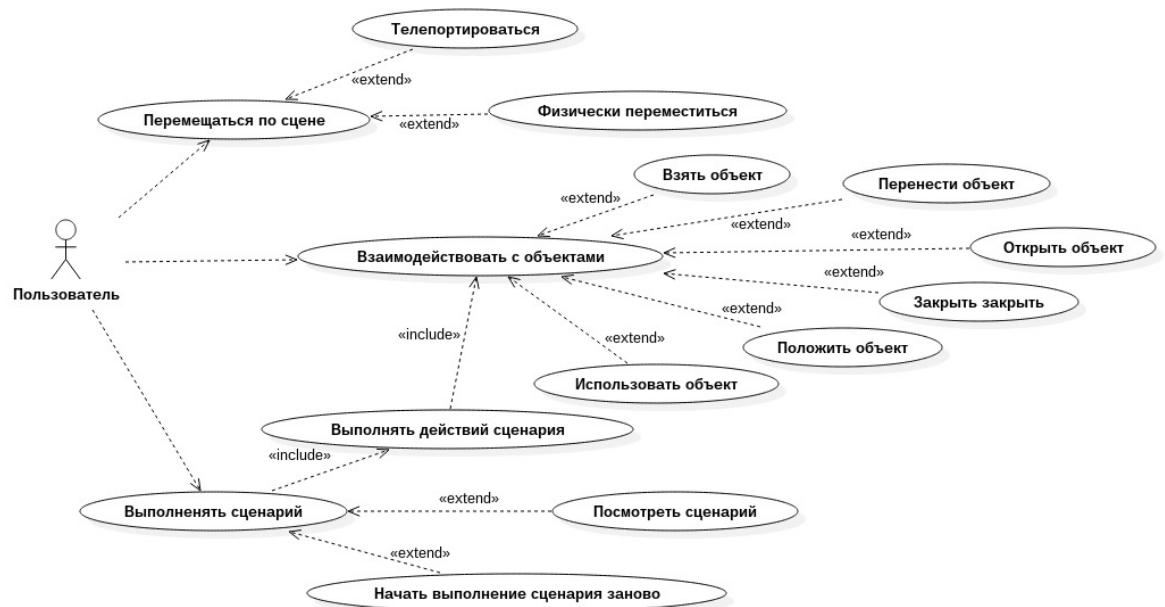 Телепортироваться
«extend»
Перемещаться по сцене
«extend»
Физически переместиться
Взять объект
«extend»
Перенести объект
«extend»
«extend»
Открыть объект
Взаимодействовать с объектами
Пользователь
«extend»
Закрыть закрыть
«extend»
«include»
«extend»
Положить объект
Использовать объект
Выполнять действий сценария
«include»
«extend»
Выполненять сценарий
Посмотреть сценарий
«extend»
Начать выполнение сценария заново